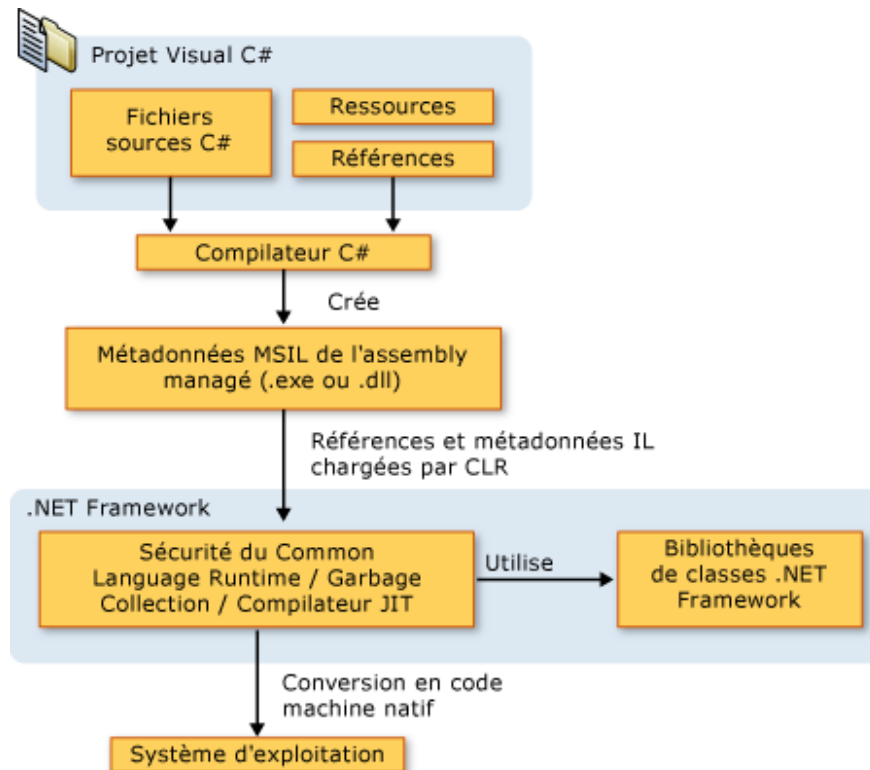 Projet Visual C#
Fichiers
sources C#
Ressources
Références
Compilateur C#
Crée
Métadonnées MSIL de l'assembly
managé (.exe ou .dll)
Références et métadonnées IL
chargées par CLR
.NET Framework
Sécurité du Common
Language Runtime / Garbage
Collection / Compilateur JIT
Utilise
Bibliothèques
de classes .NET
Framework
Conversion en code
machine natif
Système d'exploitation